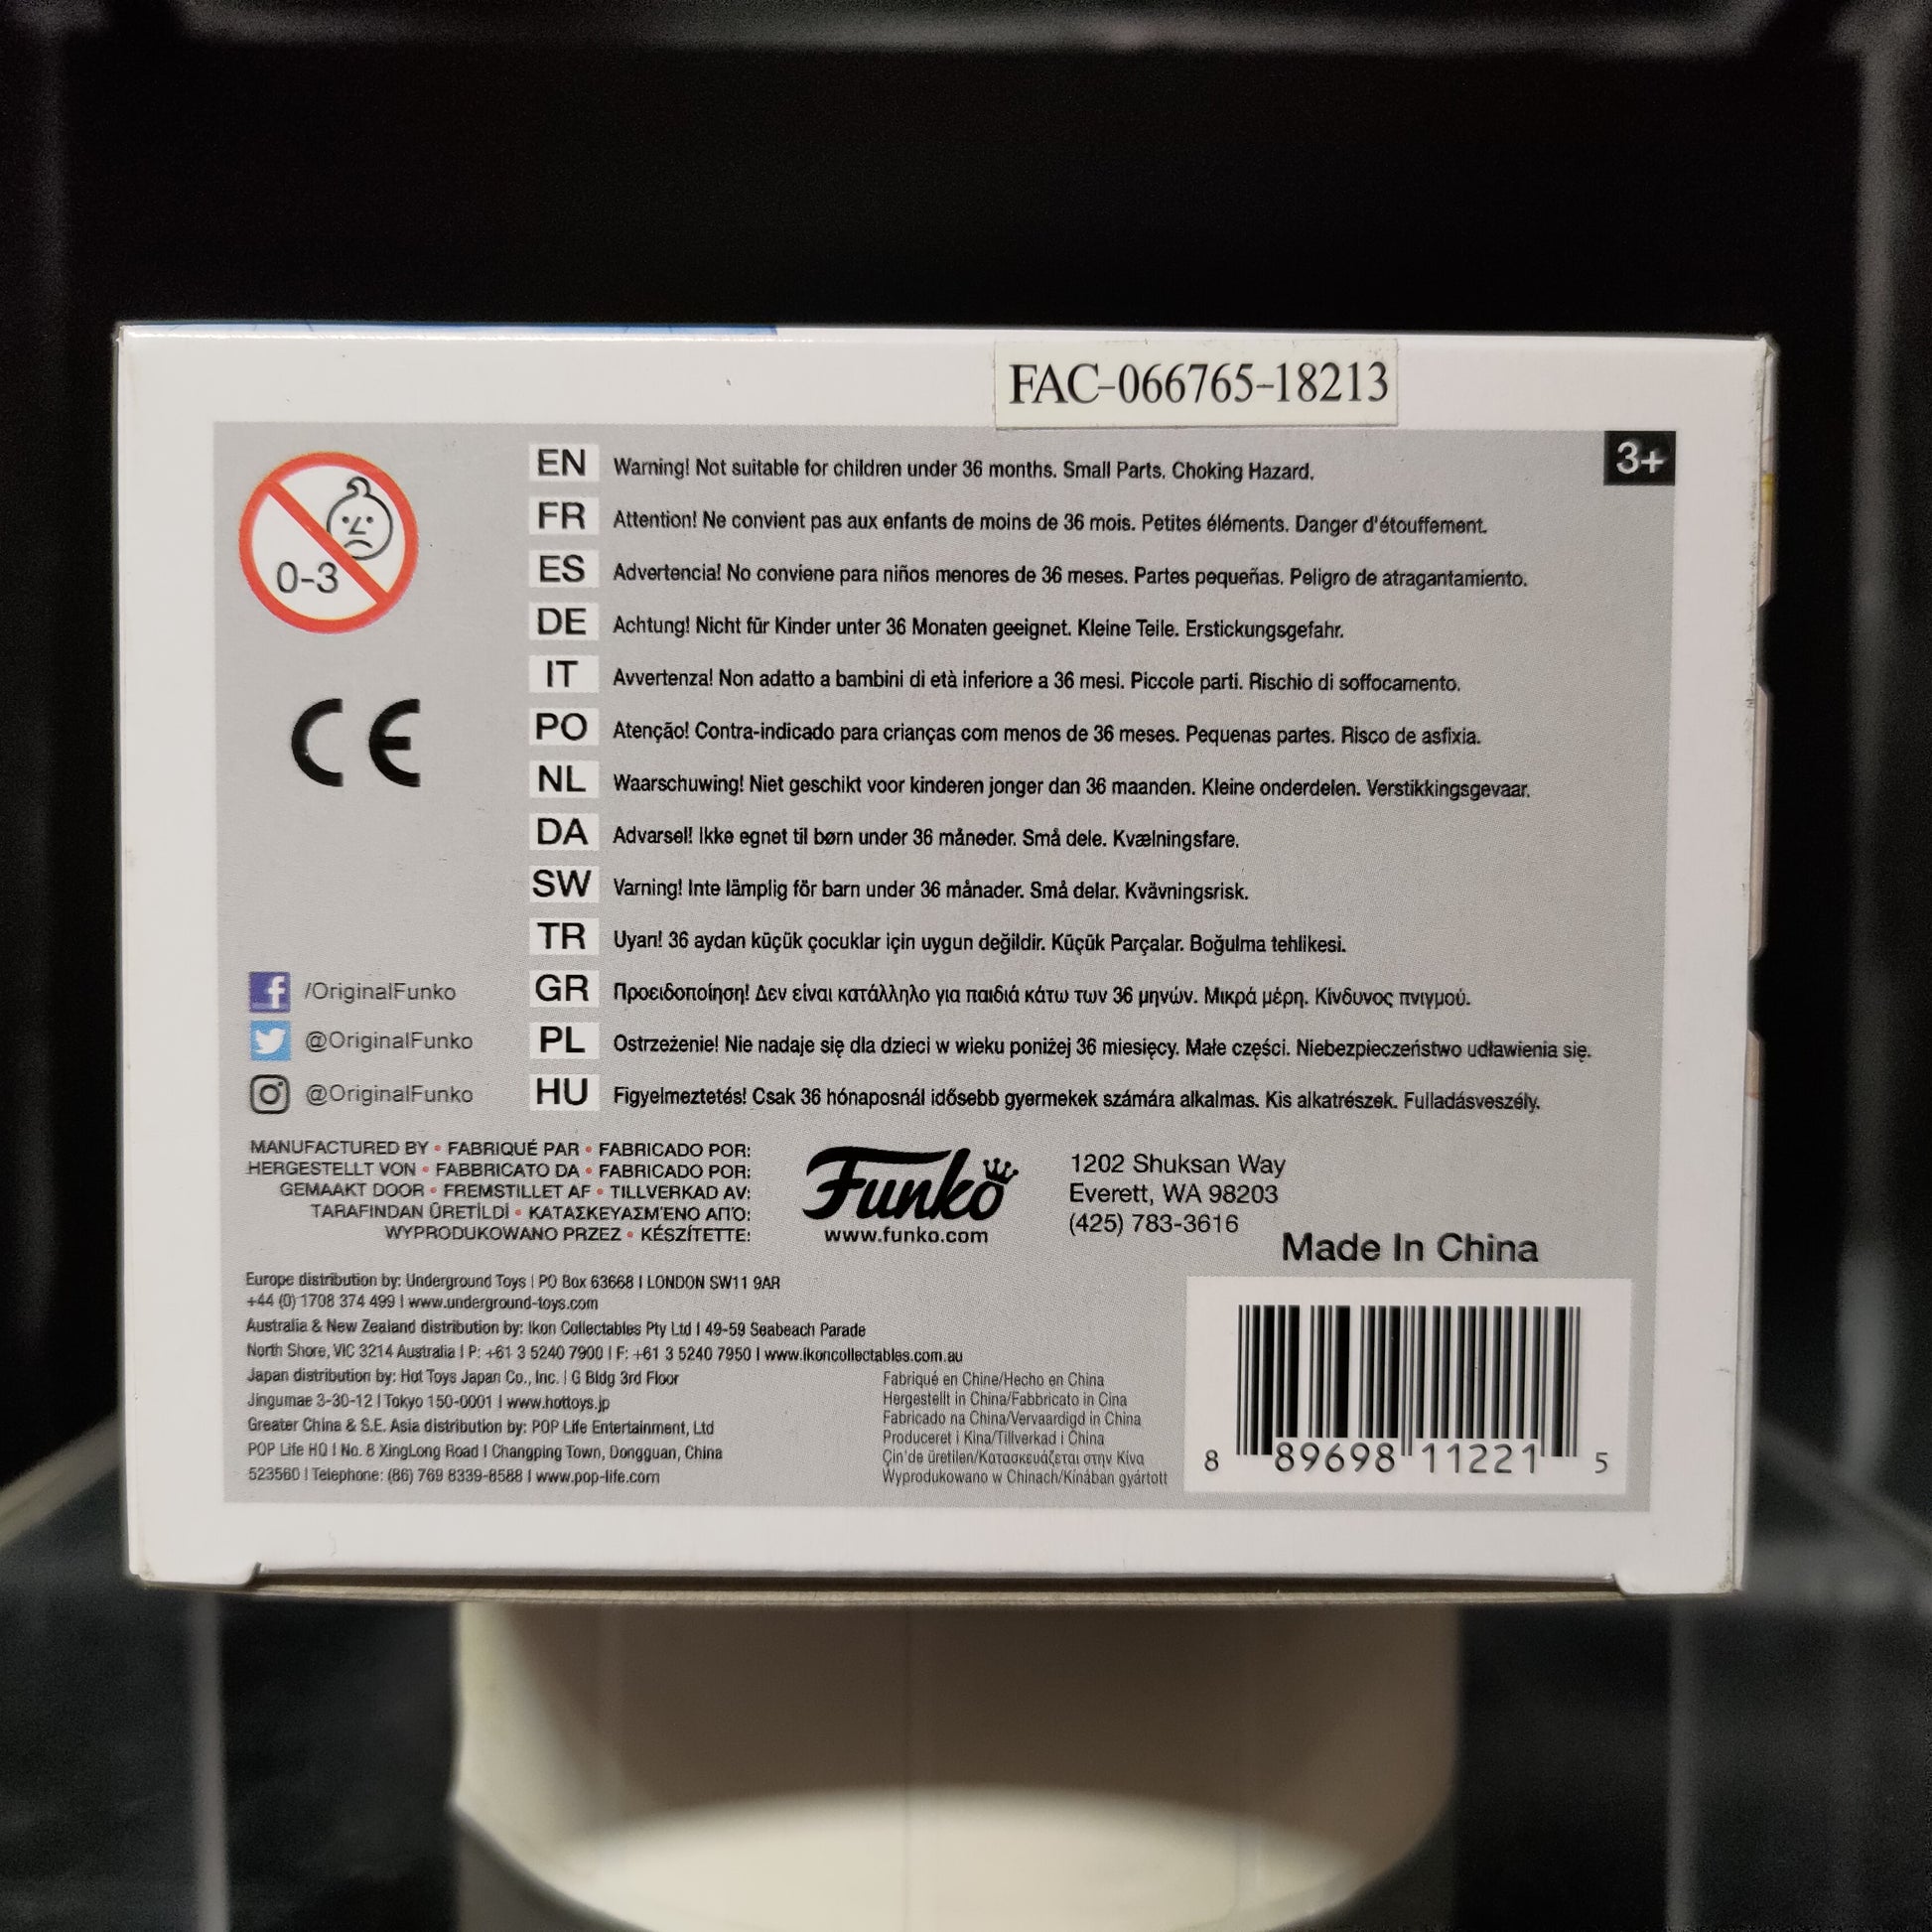 FAC-066765-18213
3+
0-3
CE
EN Warning! Not suitable for children under 36 months. Small Parts. Choking Hazard.
FR Attention! Ne convient pas aux enfants de moins de 36 mois. Petites éléments. Danger d'étouffement.
ES Advertencia! No conviene para niños menores de 36 meses. Partes pequeñas. Peligro de atragantamiento.
DE Achtung! Nicht für Kinder unter 36 Monaten geeignet. Kleine Teile. Erstickungsgefahr.
IT Avvertenza! Non adatto a bambini di età inferiore a 36 mesi. Piccole parti. Rischio di soffocamento.
PO Atenção! Contra-indicado para crianças com menos de 36 meses. Pequenas partes. Risco de asfixia.
NL Waarschuwing! Niet geschikt voor kinderen jonger dan 36 maanden. Kleine onderdelen. Verstikkingsgevaar.
DA Advarsel! Ikke egnet til børn under 36 måneder. Små dele. Kvælningsfare.
SW Varning! Inte lämplig för barn under 36 månader. Små delar. Kvävningsrisk.
TR Uyarı! 36 aydan küçük çocuklar için uygun değildir. Küçük Parçalar. Boğulma tehlikesi.
GR Προειδοποίηση! Δεν είναι κατάλληλο για παιδιά κάτω των 36 μηνών. Μικρά μέρη. Κίνδυνος πνιγμού.
PL Ostrzeżenie! Nie nadaje się dla dzieci w wieku poniżej 36 miesięcy. Małe części. Niebezpieczeństwo udławienia się.
HU Figyelmeztetés! Csak 36 hónaposnál idősebb gyermekek számára alkalmas. Kis alkatrészek. Fulladásveszély.
/OriginalFunko
@OriginalFunko
@OriginalFunko
MANUFACTURED BY • FABRIQUÉ PAR • FABRICADO POR:
HERGESTELLT VON • FABBRICATO DA • FABRICADO POR:
GEMAAKT DOOR • FREMSTILLET AF • TILLVERKAD AV:
TARAFINDAN ÜRETİLDİ • ΚΑΤΑΣΚΕΥΑΣΜΈΝΟ ΑΠΌ:
WYPRODUKOWANO PRZEZ • KÉSZÍTETTE:
Funko
www.funko.com
1202 Shuksan Way
Everett, WA 98203
(425) 783-3616
Made In China
Europe distribution by: Underground Toys | PO Box 63668 | LONDON SW11 9AR
+44 (0) 1708 374 499 | www.underground-toys.com
Australia & New Zealand distribution by: Ikon Collectables Pty Ltd | 49-59 Seabeach Parade
North Shore, VIC 3214 Australia | P: +61 3 5240 7900 | F: +61 3 5240 7950 | www.ikoncollectables.com.au
Japan distribution by: Hot Toys Japan Co., Inc. | G Bldg 3rd Floor
Jingumae 3-30-12 | Tokyo 150-0001 | www.hottoys.jp
Greater China & S.E. Asia distribution by: POP Life Entertainment, Ltd
POP Life HQ | No. 8 XingLong Road | Changping Town, Dongguan, China
523560 | Telephone: (86) 769 8339-8588 | www.pop-life.com
Fabriqué en Chine/Hecho en China
Hergestellt in China/Fabbricato in Cina
Fabricado na China/Vervaardigd in China
Produceret i Kina/Tillverkad i China
Çin'de üretilen/Κατασκευάζεται στην Κίνα
Wyprodukowano w Chinach/Kínában gyártott
8 89698 11221 5